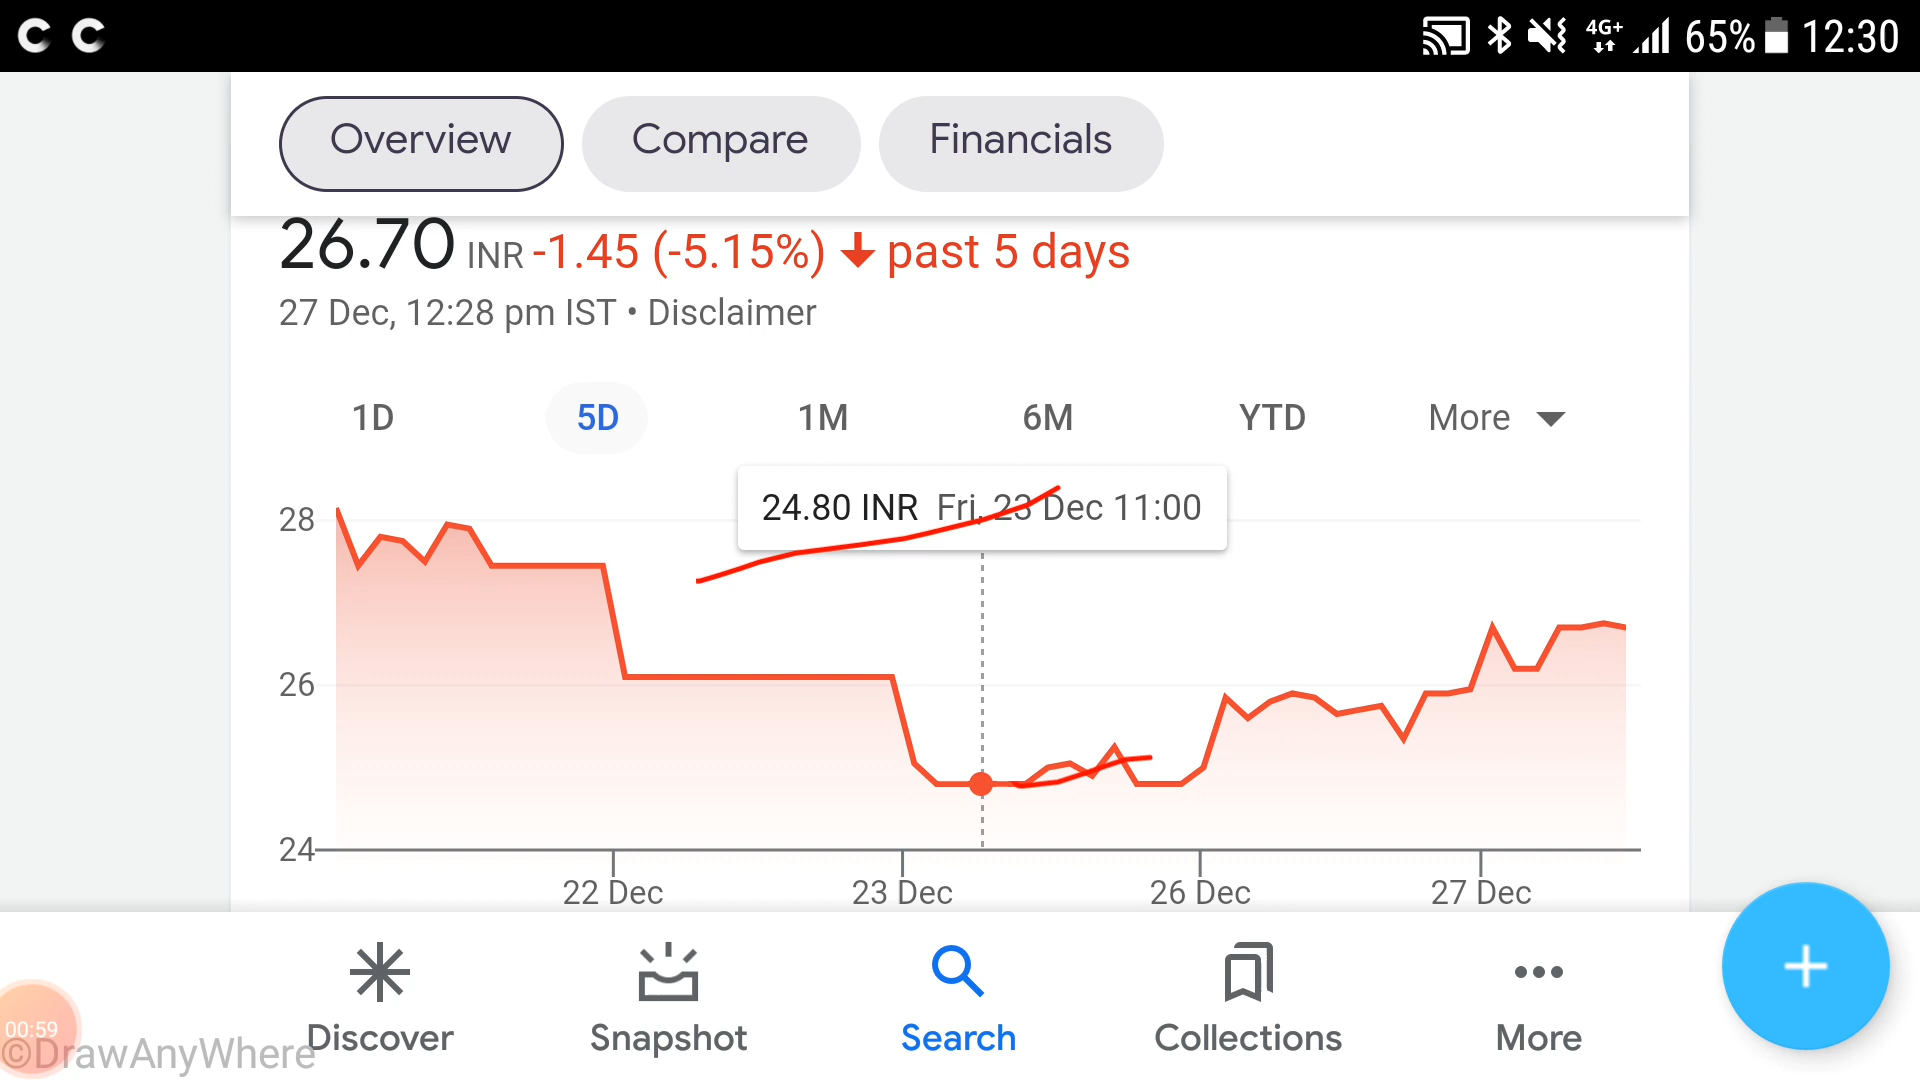 4G+ 65% 12:30
Overview Compare Financials
26.70 INR -1.45 (-5.15%) past 5 days
27 Dec, 12:28 pm IST • Disclaimer
1D 5D 1M 6M YTD More
24.80 INR Fri, 23 Dec 11:00
28
26
24
22 Dec 23 Dec 26 Dec 27 Dec
Discover Snapshot Search Collections More
00:59
©DrawAnyWhere